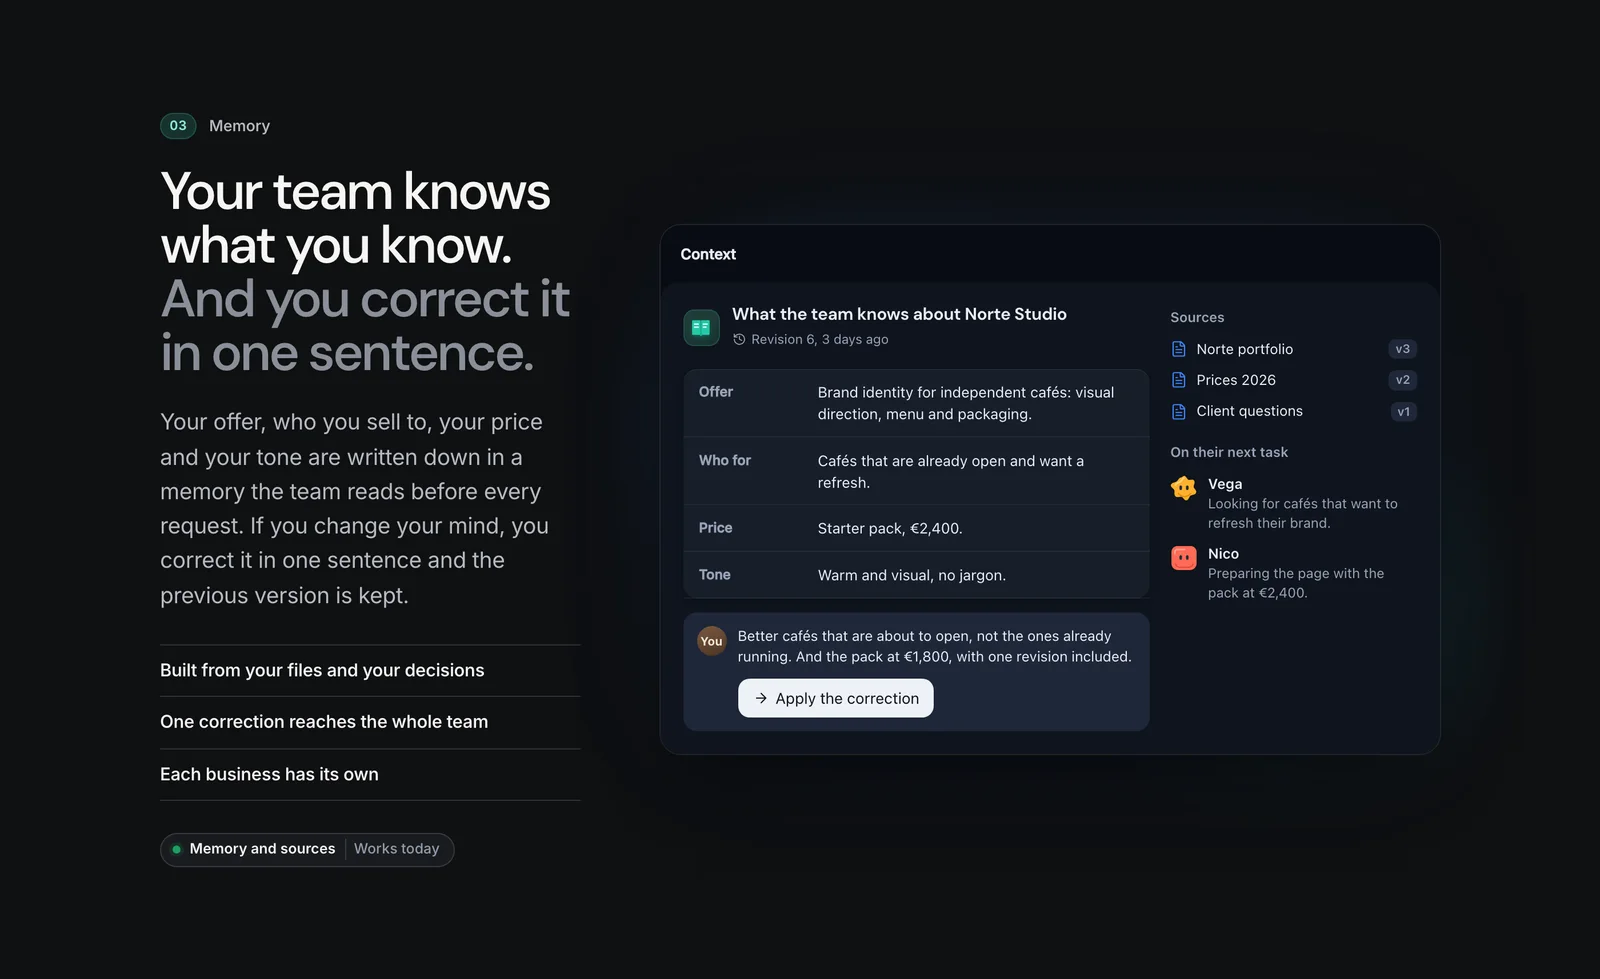 03 Memory
Your team knows
what you know.
And you correct it
in one sentence.
Your offer, who you sell to, your price
and your tone are written down in a
memory the team reads before every
request. If you change your mind, you
correct it in one sentence and the
previous version is kept.
Built from your files and your decisions
One correction reaches the whole team
Each business has its own
Memory and sources Works today
Context
What the team knows about Norte Studio
Revision 6, 3 days ago
Offer Brand identity for independent cafés: visual
direction, menu and packaging.
Who for Cafés that are already open and want a
refresh.
Price Starter pack, €2,400.
Tone Warm and visual, no jargon.
You Better cafés that are about to open, not the ones already
running. And the pack at €1,800, with one revision included.
Apply the correction
Sources
Norte portfolio v3
Prices 2026 v2
Client questions v1
On their next task
Vega
Looking for cafés that want to
refresh their brand.
Nico
Preparing the page with the
pack at €2,400.